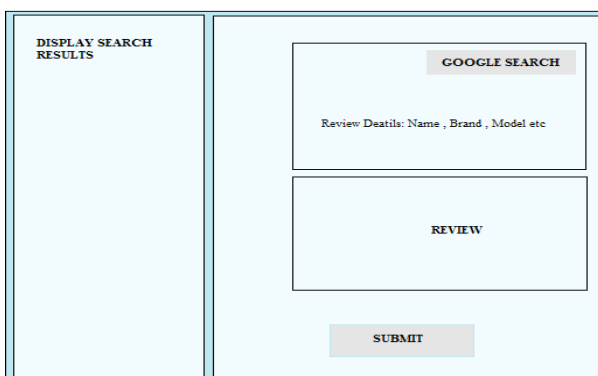 DISPLAY SEARCH
RESULTS
GOOGLE SEARCH
Review Deatils: Name , Brand , Model etc
REVIEW
SUBMIT